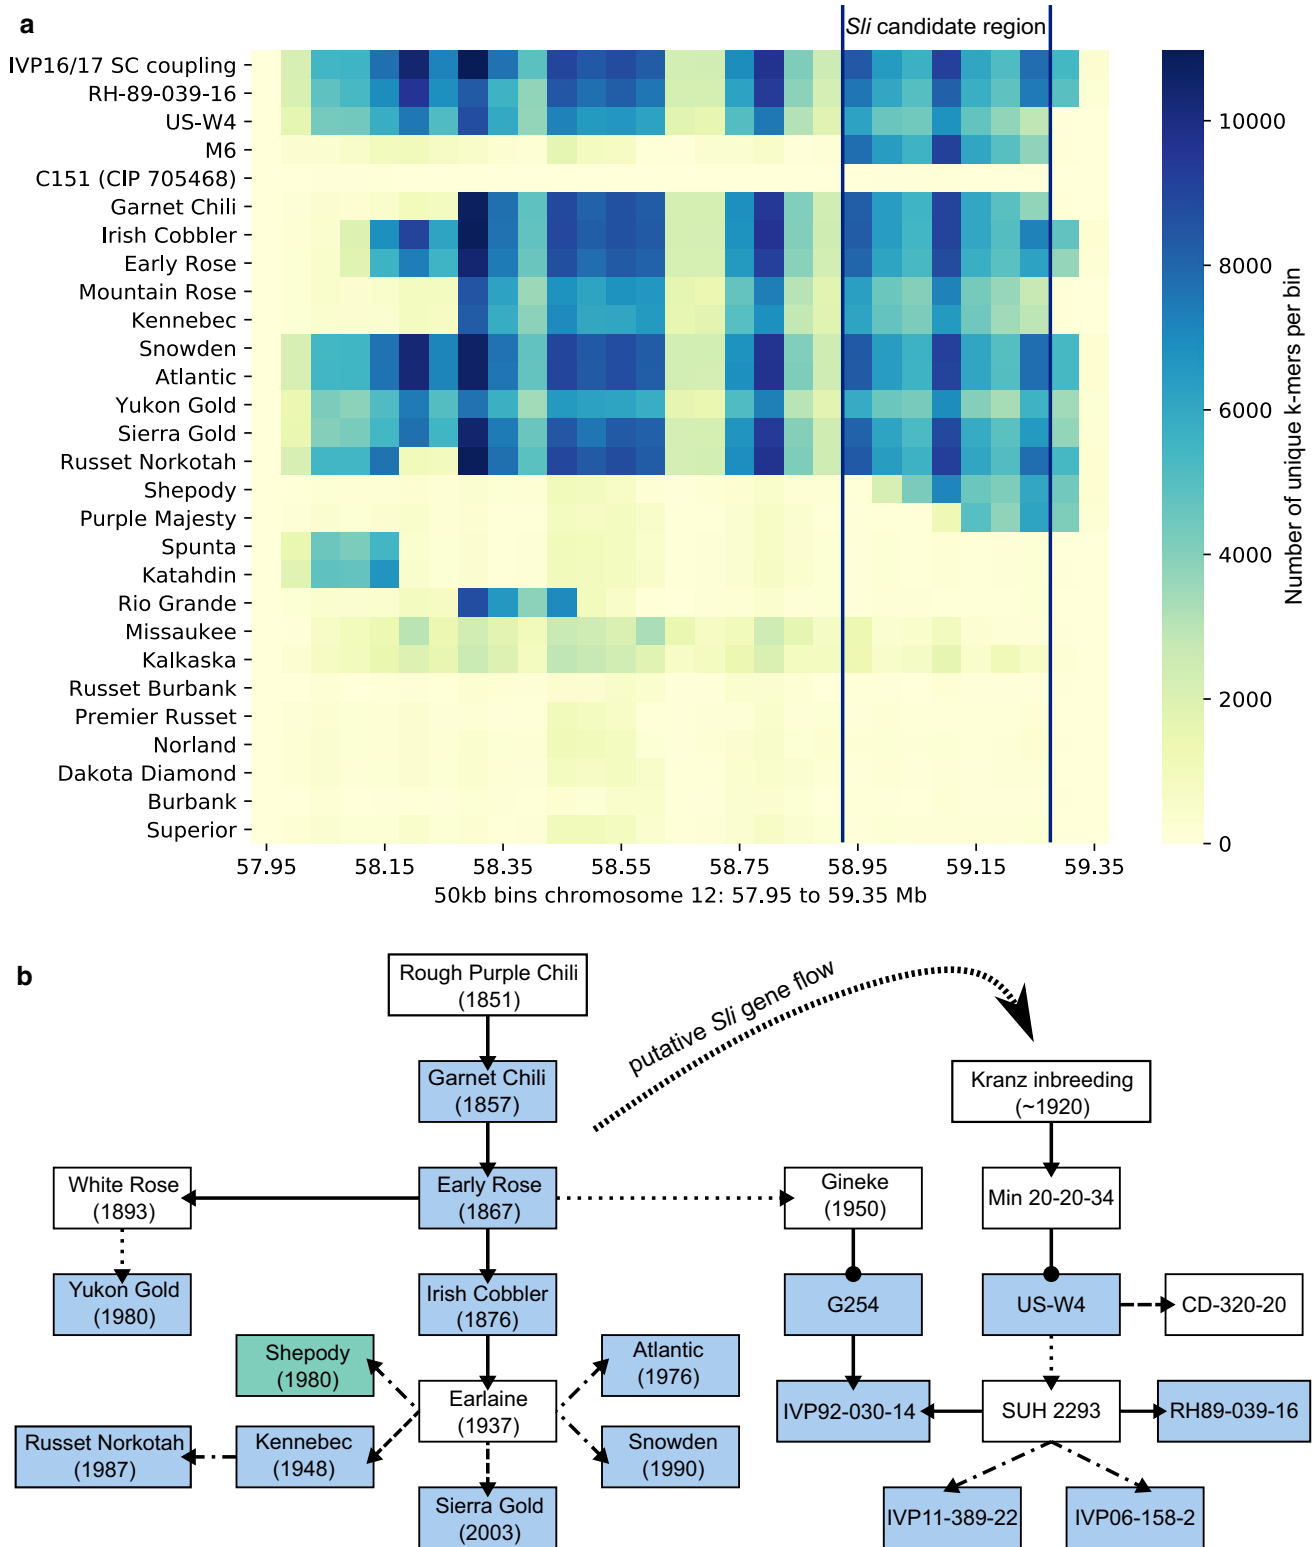 a
Sli candidate region
IVP16/17 SC coupling
RH-89-039-16
US-W4
M6
C151 (CIP 705468)
Garnet Chili
Irish Cobbler
Early Rose
Mountain Rose
Kennebec
Snowden
Atlantic
Yukon Gold
Sierra Gold
Russet Norkotah
Shepody
Purple Majesty
Spunta
Katahdin
Rio Grande
Missaukee
Kalkaska
Russet Burbank
Premier Russet
Norland
Dakota Diamond
Burbank
Superior
57.95 58.15 58.35 58.55 58.75 58.95 59.15 59.35
50kb bins chromosome 12: 57.95 to 59.35 Mb
10000
8000
6000
4000
2000
0
Number of unique k-mers per bin
b
Rough Purple Chili
(1851)
putative Sli gene flow
Garnet Chili
(1857)
Kranz inbreeding
(~1920)
White Rose
(1893)
Early Rose
(1867)
Gineke
(1950)
Min 20-20-34
Yukon Gold
(1980)
Irish Cobbler
(1876)
G254
US-W4
CD-320-20
Shepody
(1980)
Earlaine
(1937)
Atlantic
(1976)
IVP92-030-14
SUH 2293
RH89-039-16
Russet Norkotah
(1987)
Kennebec
(1948)
Sierra Gold
(2003)
Snowden
(1990)
IVP11-389-22
IVP06-158-2